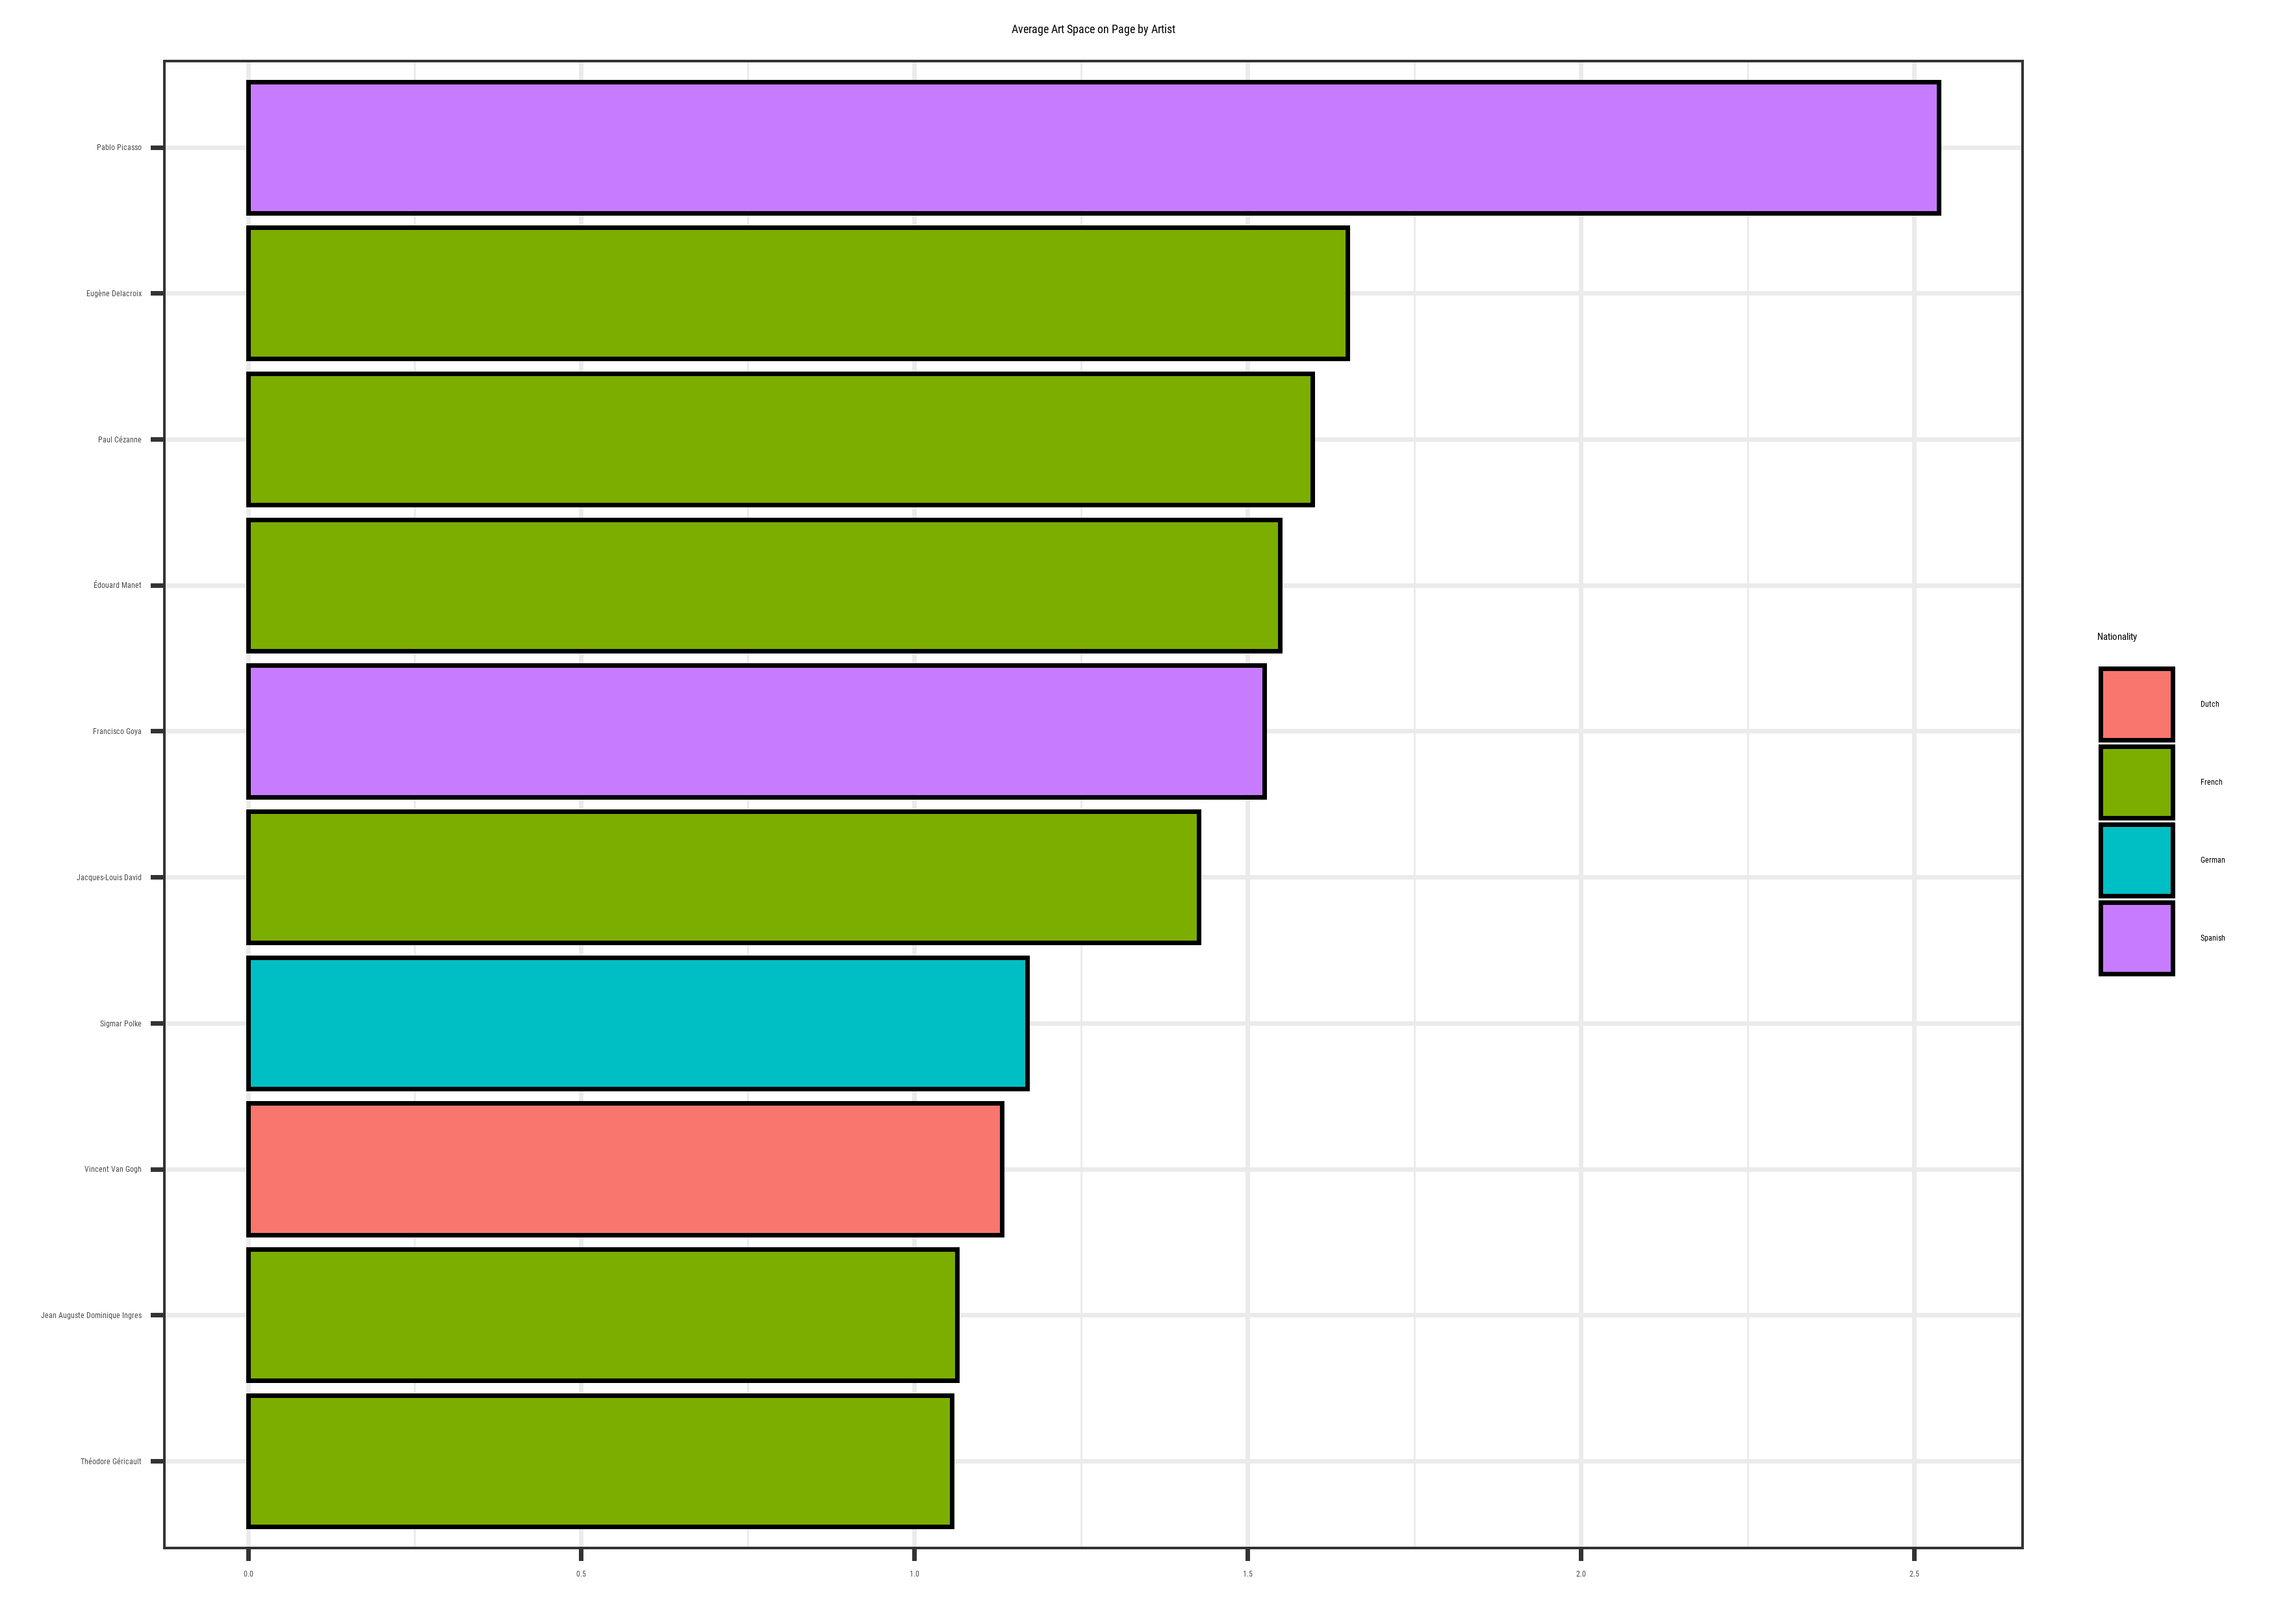 Average Art Space on Page by Artist
Pablo Picasso
Eugène Delacroix
Paul Cézanne
Édouard Manet
Francisco Goya
Jacques-Louis David
Sigmar Polke
Vincent Van Gogh
Jean Auguste Dominique Ingres
Théodore Géricault
0.0 0.5 1.0 1.5 2.0 2.5
Nationality
Dutch
French
German
Spanish